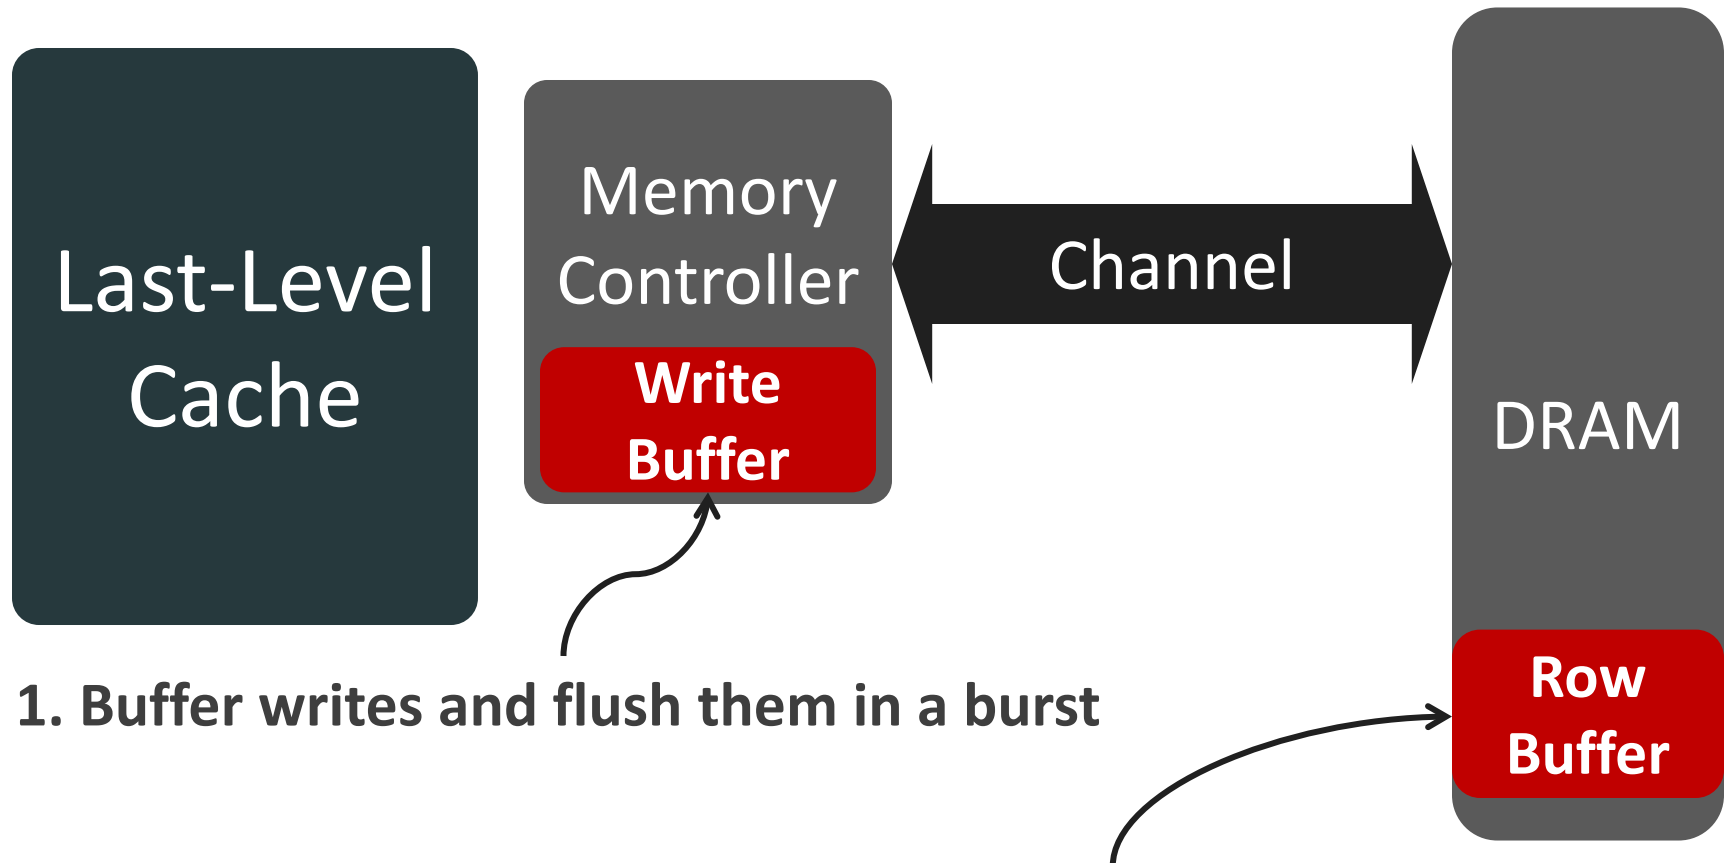 Last-Level
Cache
Memory
Controller
Write
Buffer
Channel
DRAM
Row
Buffer
1. Buffer writes and flush them in a burst